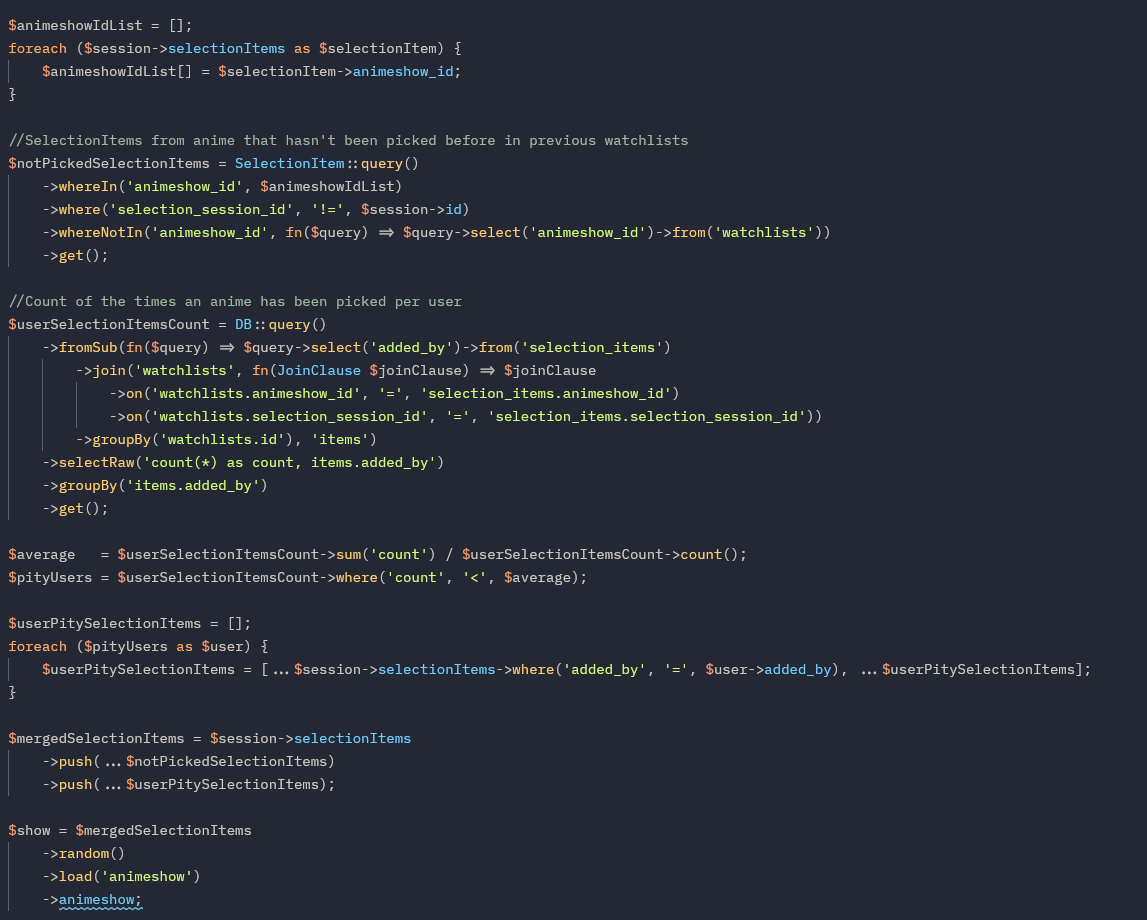 $animeshowIdList = [];
foreach ($session->selectionItems as $selectionItem) {
    $animeshowIdList[] = $selectionItem->animeshow_id;
}

//SelectionItems from anime that hasn't been picked before in previous watchlists
$notPickedSelectionItems = SelectionItem::query()
    ->whereIn('animeshow_id', $animeshowIdList)
    ->where('selection_session_id', '!=', $session->id)
    ->whereNotIn('animeshow_id', fn($query) => $query->select('animeshow_id')->from('watchlists'))
    ->get();

//Count of the times an anime has been picked per user
$userSelectionItemsCount = DB::query()
    ->fromSub(fn($query) => $query->select('added_by')->from('selection_items')
        ->join('watchlists', fn(JoinClause $joinClause) => $joinClause
            ->on('watchlists.animeshow_id', '=', 'selection_items.animeshow_id')
            ->on('watchlists.selection_session_id', '=', 'selection_items.selection_session_id'))
        ->groupBy('watchlists.id'), 'items')
    ->selectRaw('count(*) as count, items.added_by')
    ->groupBy('items.added_by')
    ->get();

$average   = $userSelectionItemsCount->sum('count') / $userSelectionItemsCount->count();
$pityUsers = $userSelectionItemsCount->where('count', '<', $average);

$userPitySelectionItems = [];
foreach ($pityUsers as $user) {
    $userPitySelectionItems = [...$session->selectionItems->where('added_by', '=', $user->added_by), ...$userPitySelectionItems];
}

$mergedSelectionItems = $session->selectionItems
    ->push(...$notPickedSelectionItems)
    ->push(...$userPitySelectionItems);

$show = $mergedSelectionItems
    ->random()
    ->load('animeshow')
    ->animeshow;